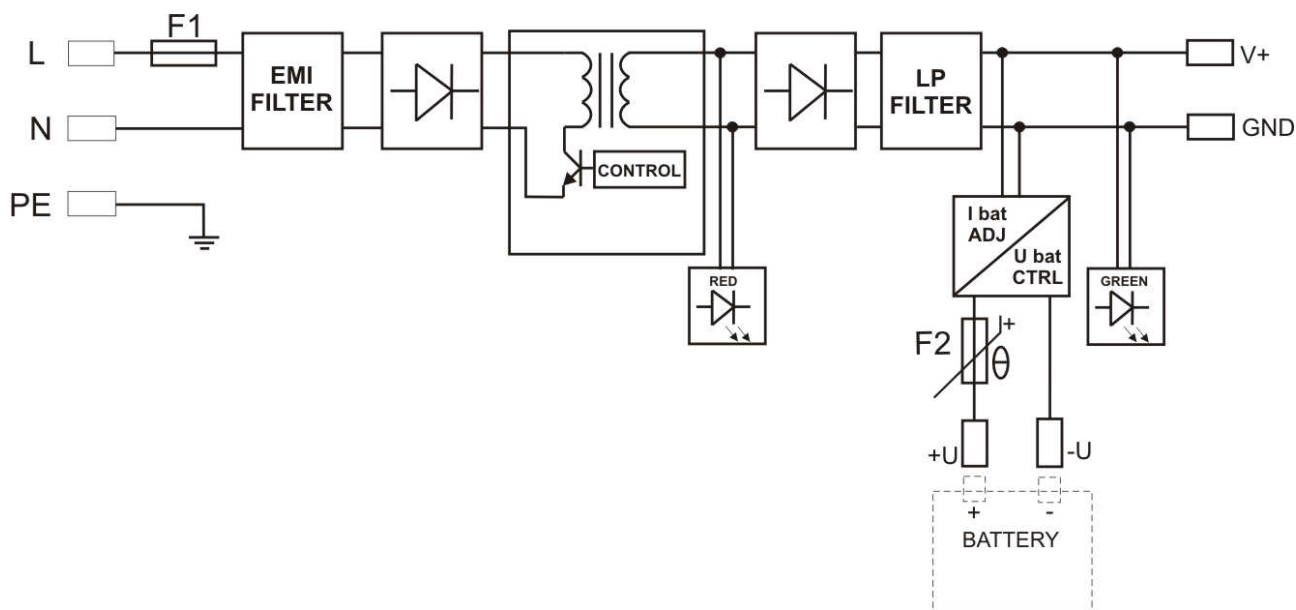 F1
L
EMI
FILTER
LP
FILTER
V+
N
GND
CONTROL
PE
I bat
ADJ
U bat
CTRL
RED
GREEN
F2
I+
θ
+U
-U
+
-
BATTERY